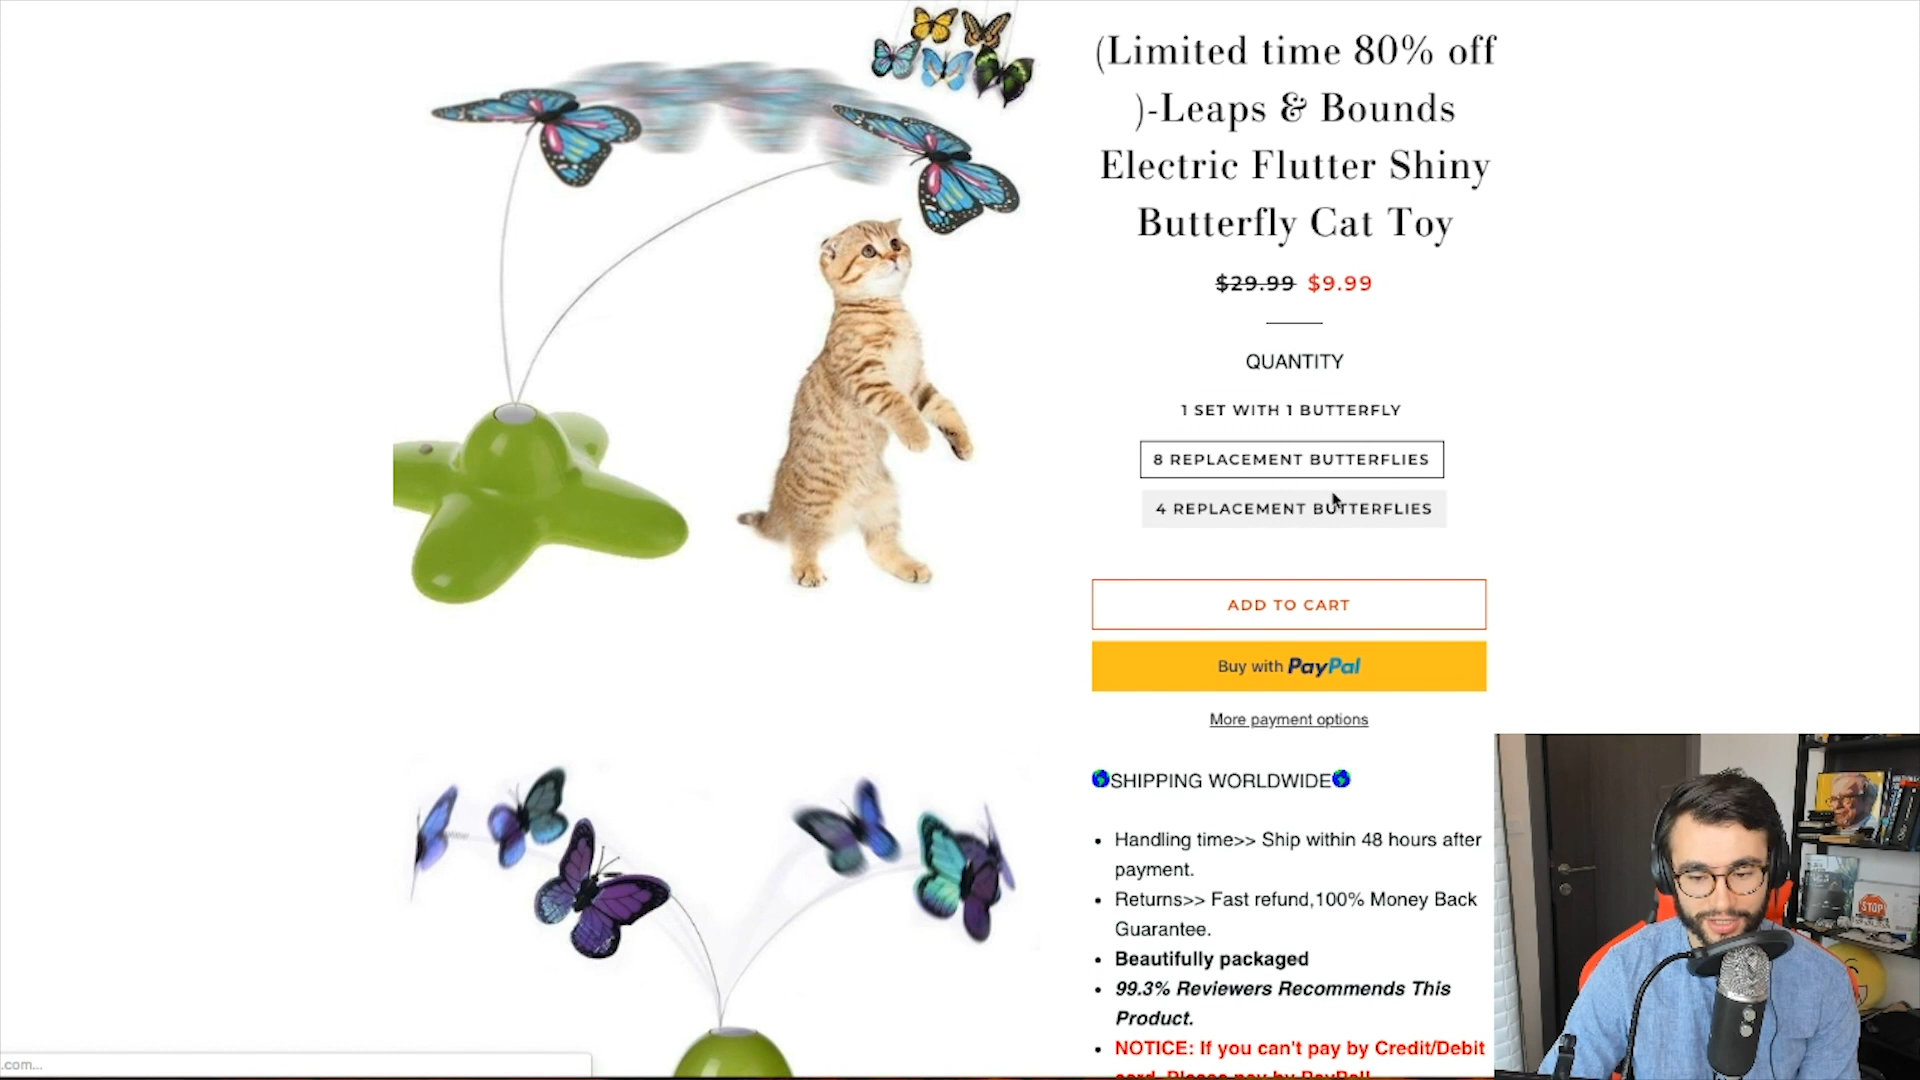 (Limited time 80% off
)-Leaps & Bounds
Electric Flutter Shiny
Butterfly Cat Toy
$29.99 $9.99
QUANTITY
1 SET WITH 1 BUTTERFLY
8 REPLACEMENT BUTTERFLIES
4 REPLACEMENT BUTTERFLIES
ADD TO CART
Buy with PayPal
More payment options
SHIPPING WORLDWIDE
Handling time>> Ship within 48 hours after
payment.
Returns>> Fast refund,100% Money Back
Guarantee.
Beautifully packaged
99.3% Reviewers Recommends This
Product.
NOTICE: If you can't pay by Credit/Debit
card, Please pay by PayPal!
.com...
STOP